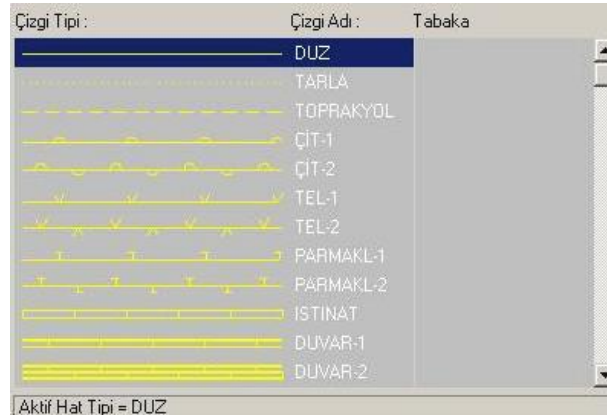 Çizgi Tipi : Çizgi Adı : Tabaka
DUZ
TARLA
TOPRAKYOL
ÇİT-1
ÇİT-2
TEL-1
TEL-2
PARMAKL-1
PARMAKL-2
ISTINAT
DUVAR-1
DUVAR-2
Aktif Hat Tipi = DUZ